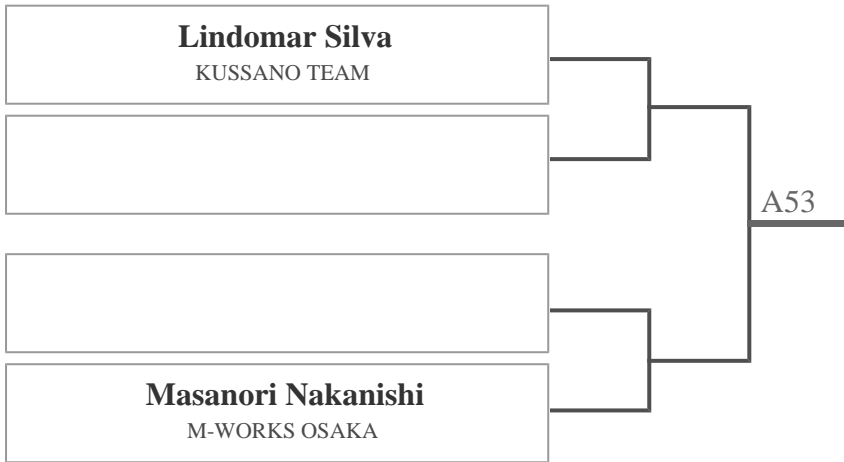 Lindomar Silva
KUSSANO TEAM
A53
Masanori Nakanishi
M-WORKS OSAKA